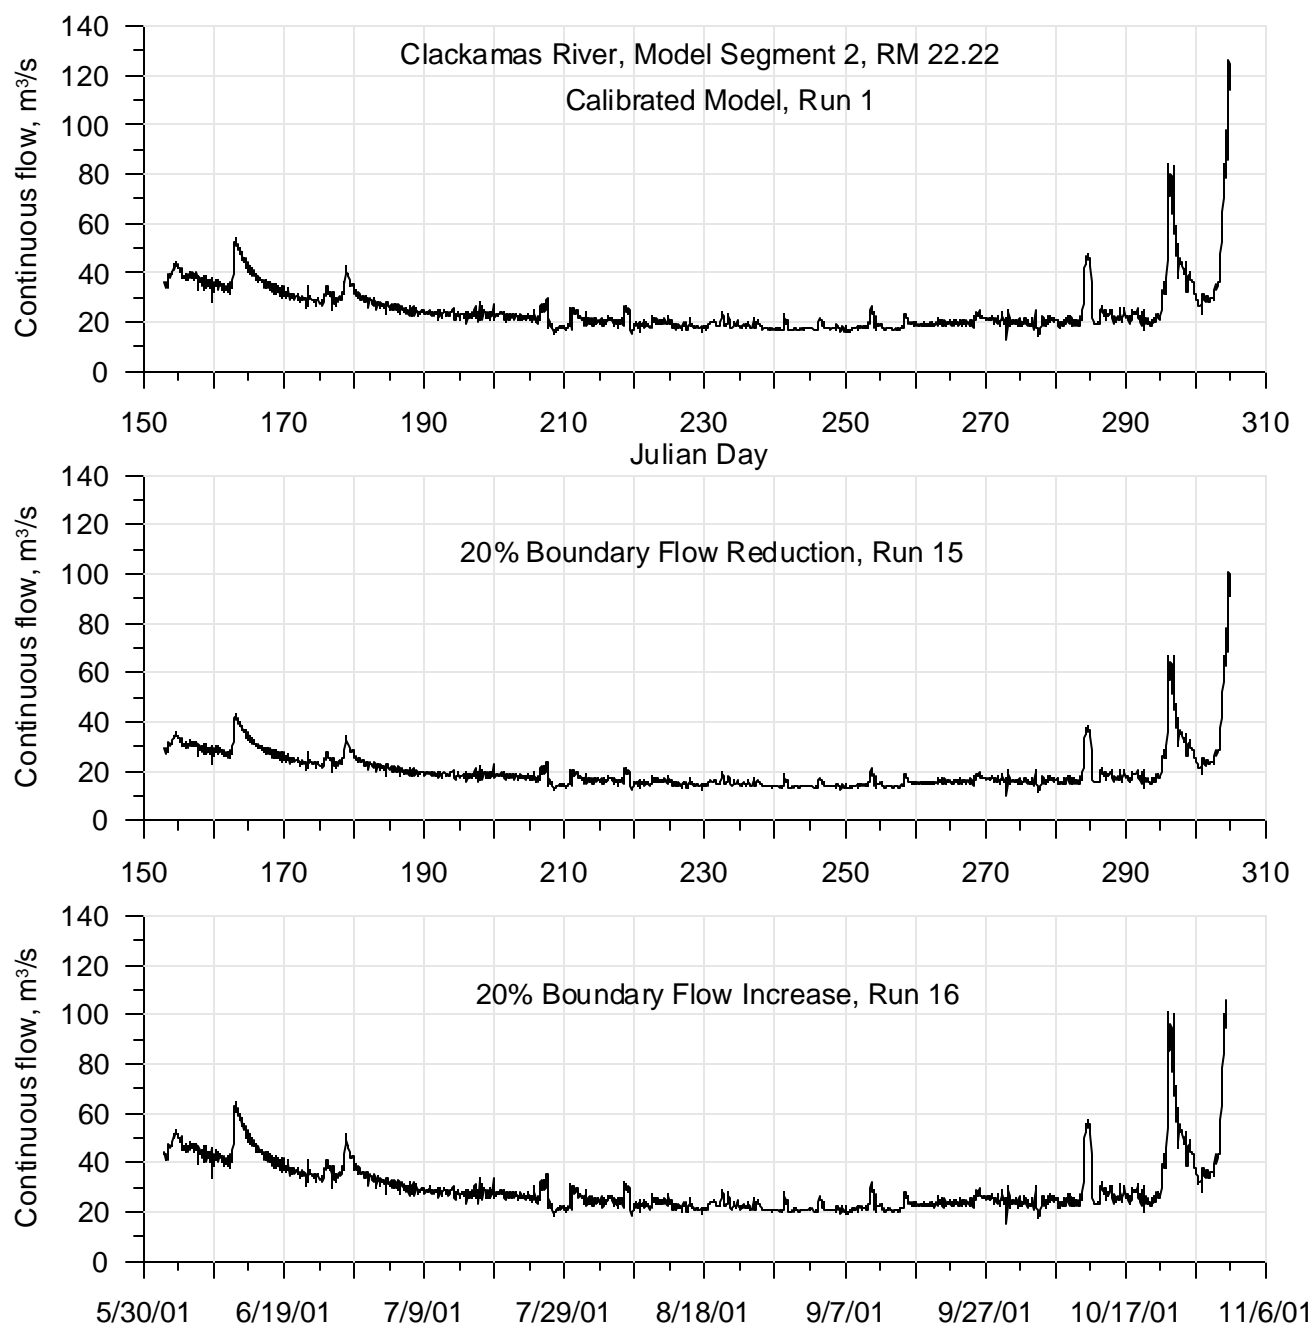 Clackamas River, Model Segment 2, RM 22.22
Calibrated Model, Run 1
Continuous flow, m³/s
140
120
100
80
60
40
20
0
150 170 190 210 230 250 270 290 310
Julian Day
20% Boundary Flow Reduction, Run 15
Continuous flow, m³/s
140
120
100
80
60
40
20
0
150 170 190 210 230 250 270 290 310
20% Boundary Flow Increase, Run 16
Continuous flow, m³/s
140
120
100
80
60
40
20
0
5/30/01 6/19/01 7/9/01 7/29/01 8/18/01 9/7/01 9/27/01 10/17/01 11/6/01